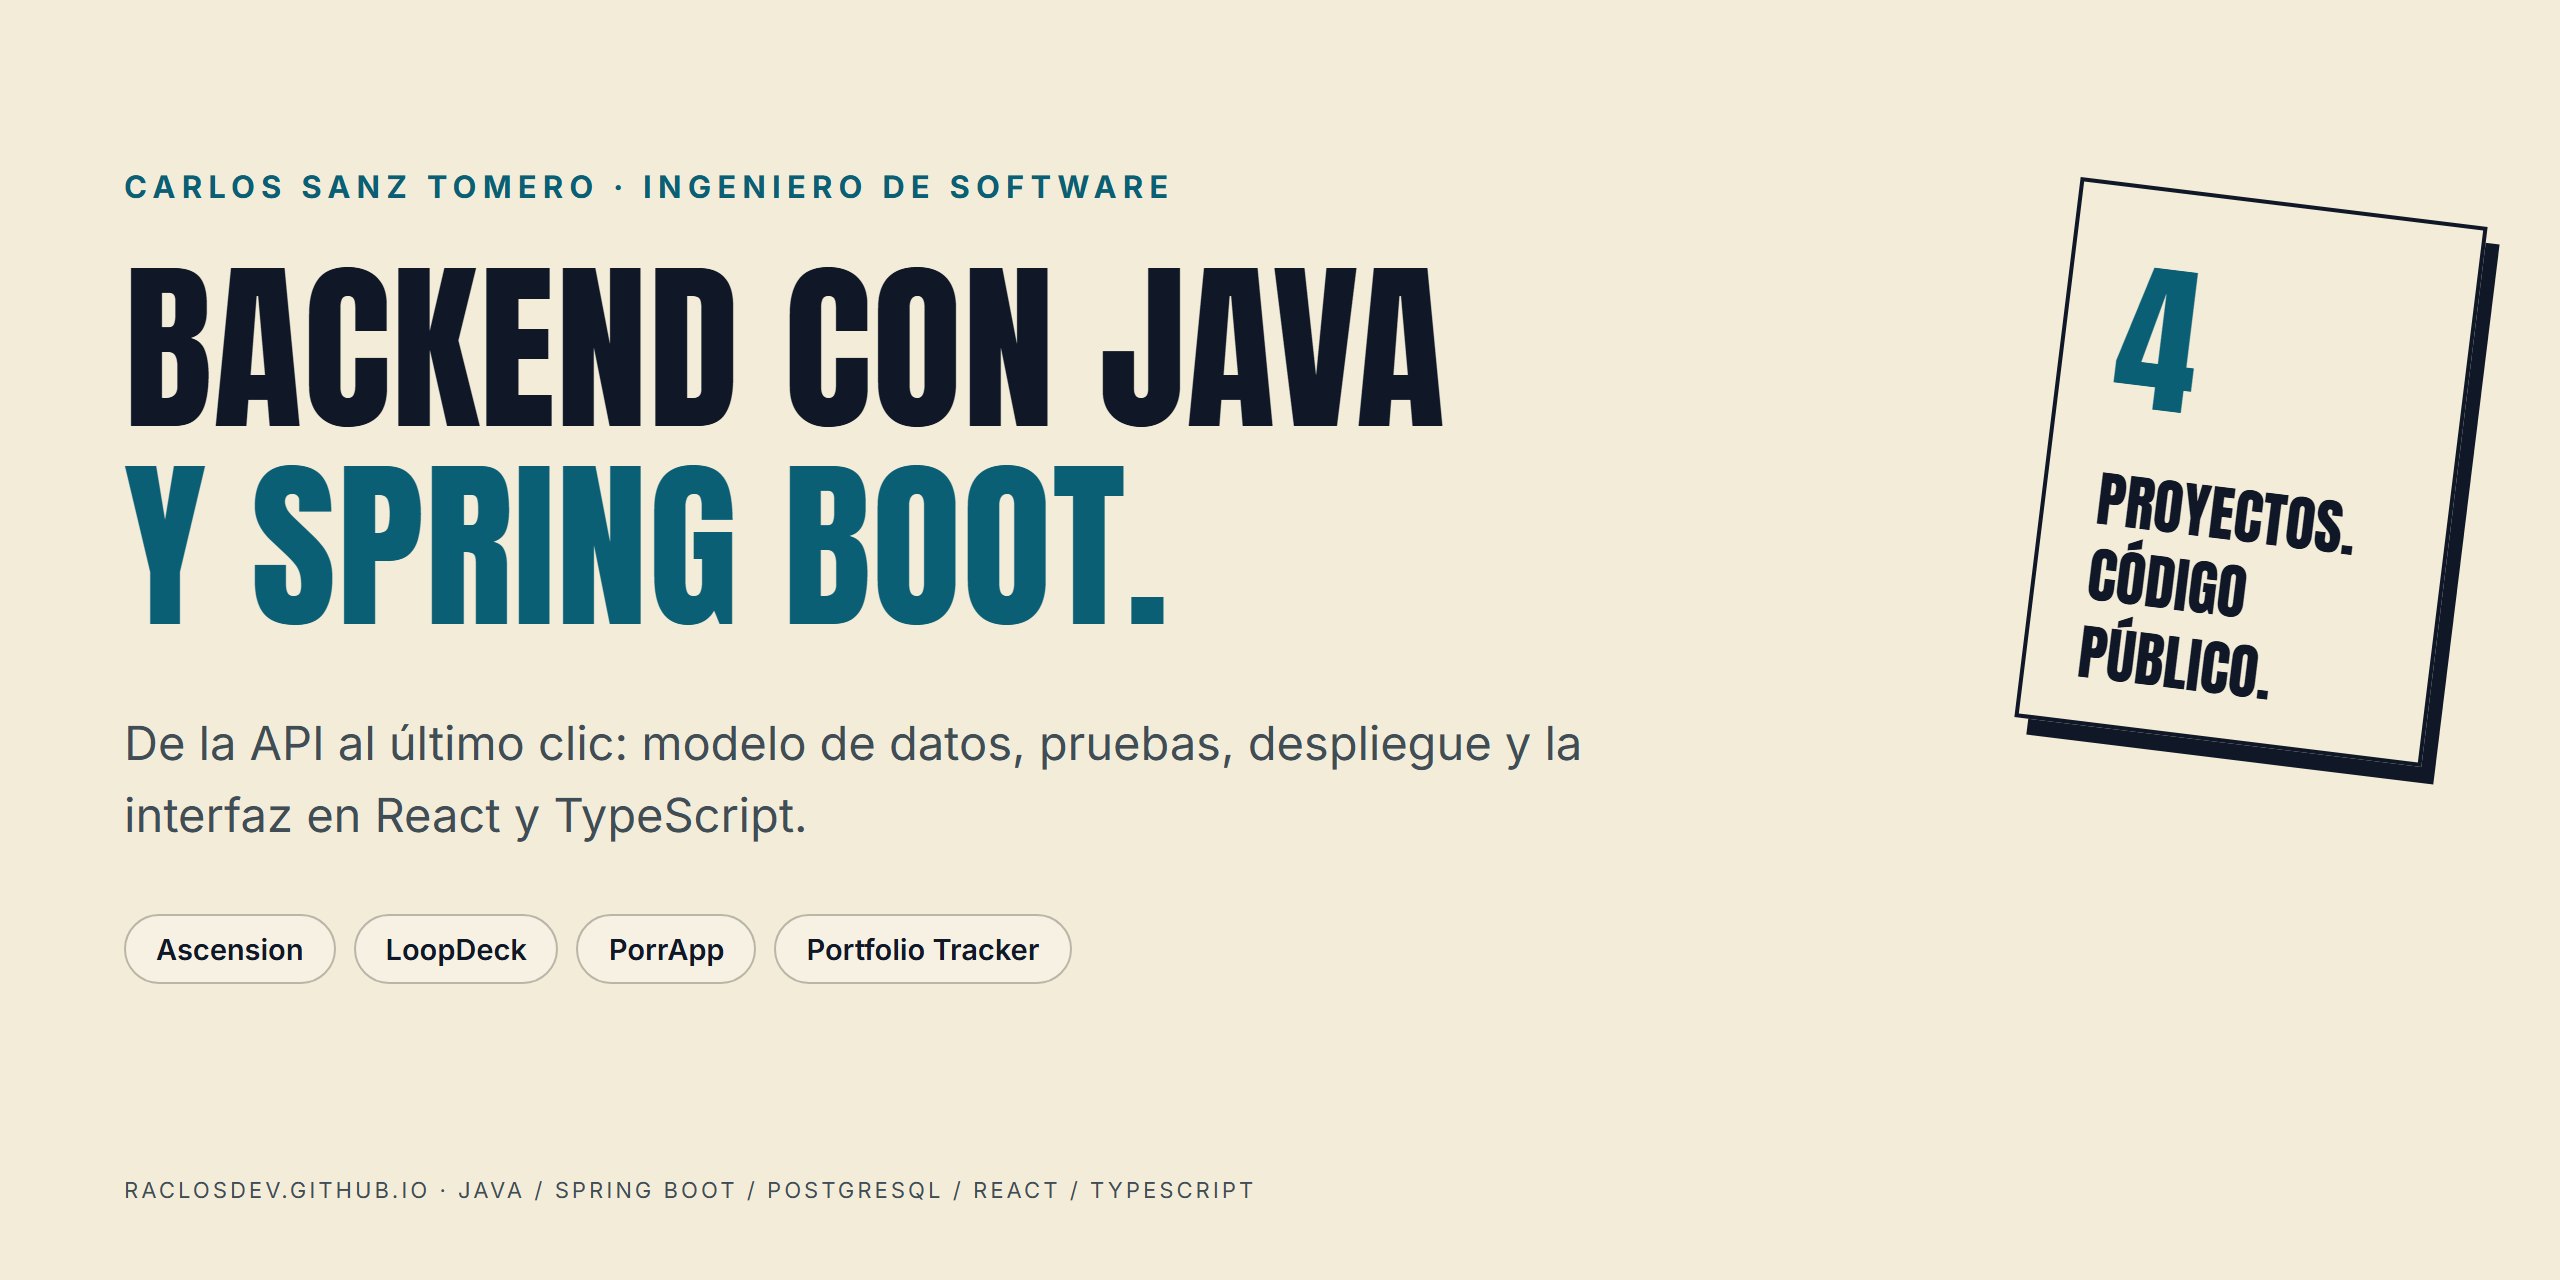 CARLOS SANZ TOMERO · INGENIERO DE SOFTWARE
BACKEND CON JAVA
Y SPRING BOOT.
De la API al último clic: modelo de datos, pruebas, despliegue y la
interfaz en React y TypeScript.
Ascension
LoopDeck
PorrApp
Portfolio Tracker
4
PROYECTOS.
CÓDIGO
PÚBLICO.
RACLOSDEV.GITHUB.IO · JAVA / SPRING BOOT / POSTGRESQL / REACT / TYPESCRIPT